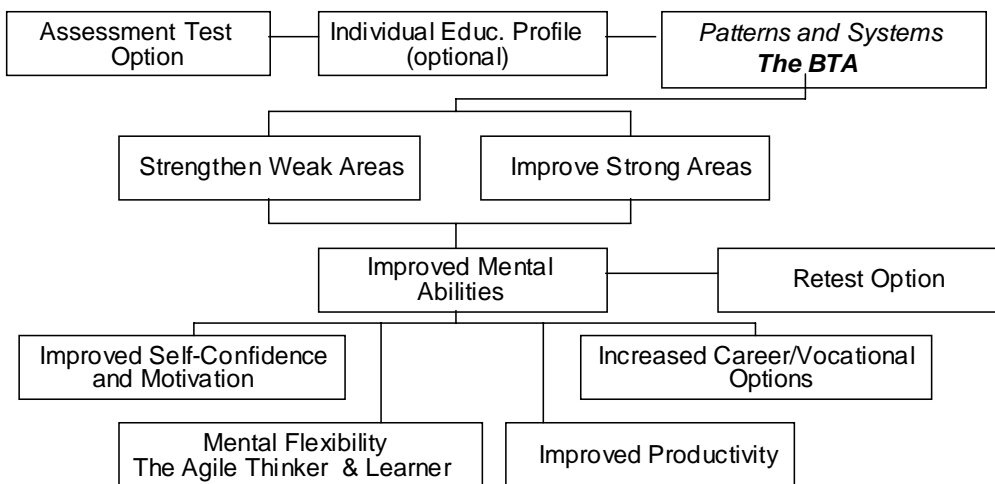 Assessment Test
Option
Individual Educ. Profile
(optional)
Patterns and Systems
The BTA
Strengthen Weak Areas
Improve Strong Areas
Improved Mental
Abilities
Retest Option
Improved Self-Confidence
and Motivation
Increased Career/Vocational
Options
Mental Flexibility
The Agile Thinker & Learner
Improved Productivity